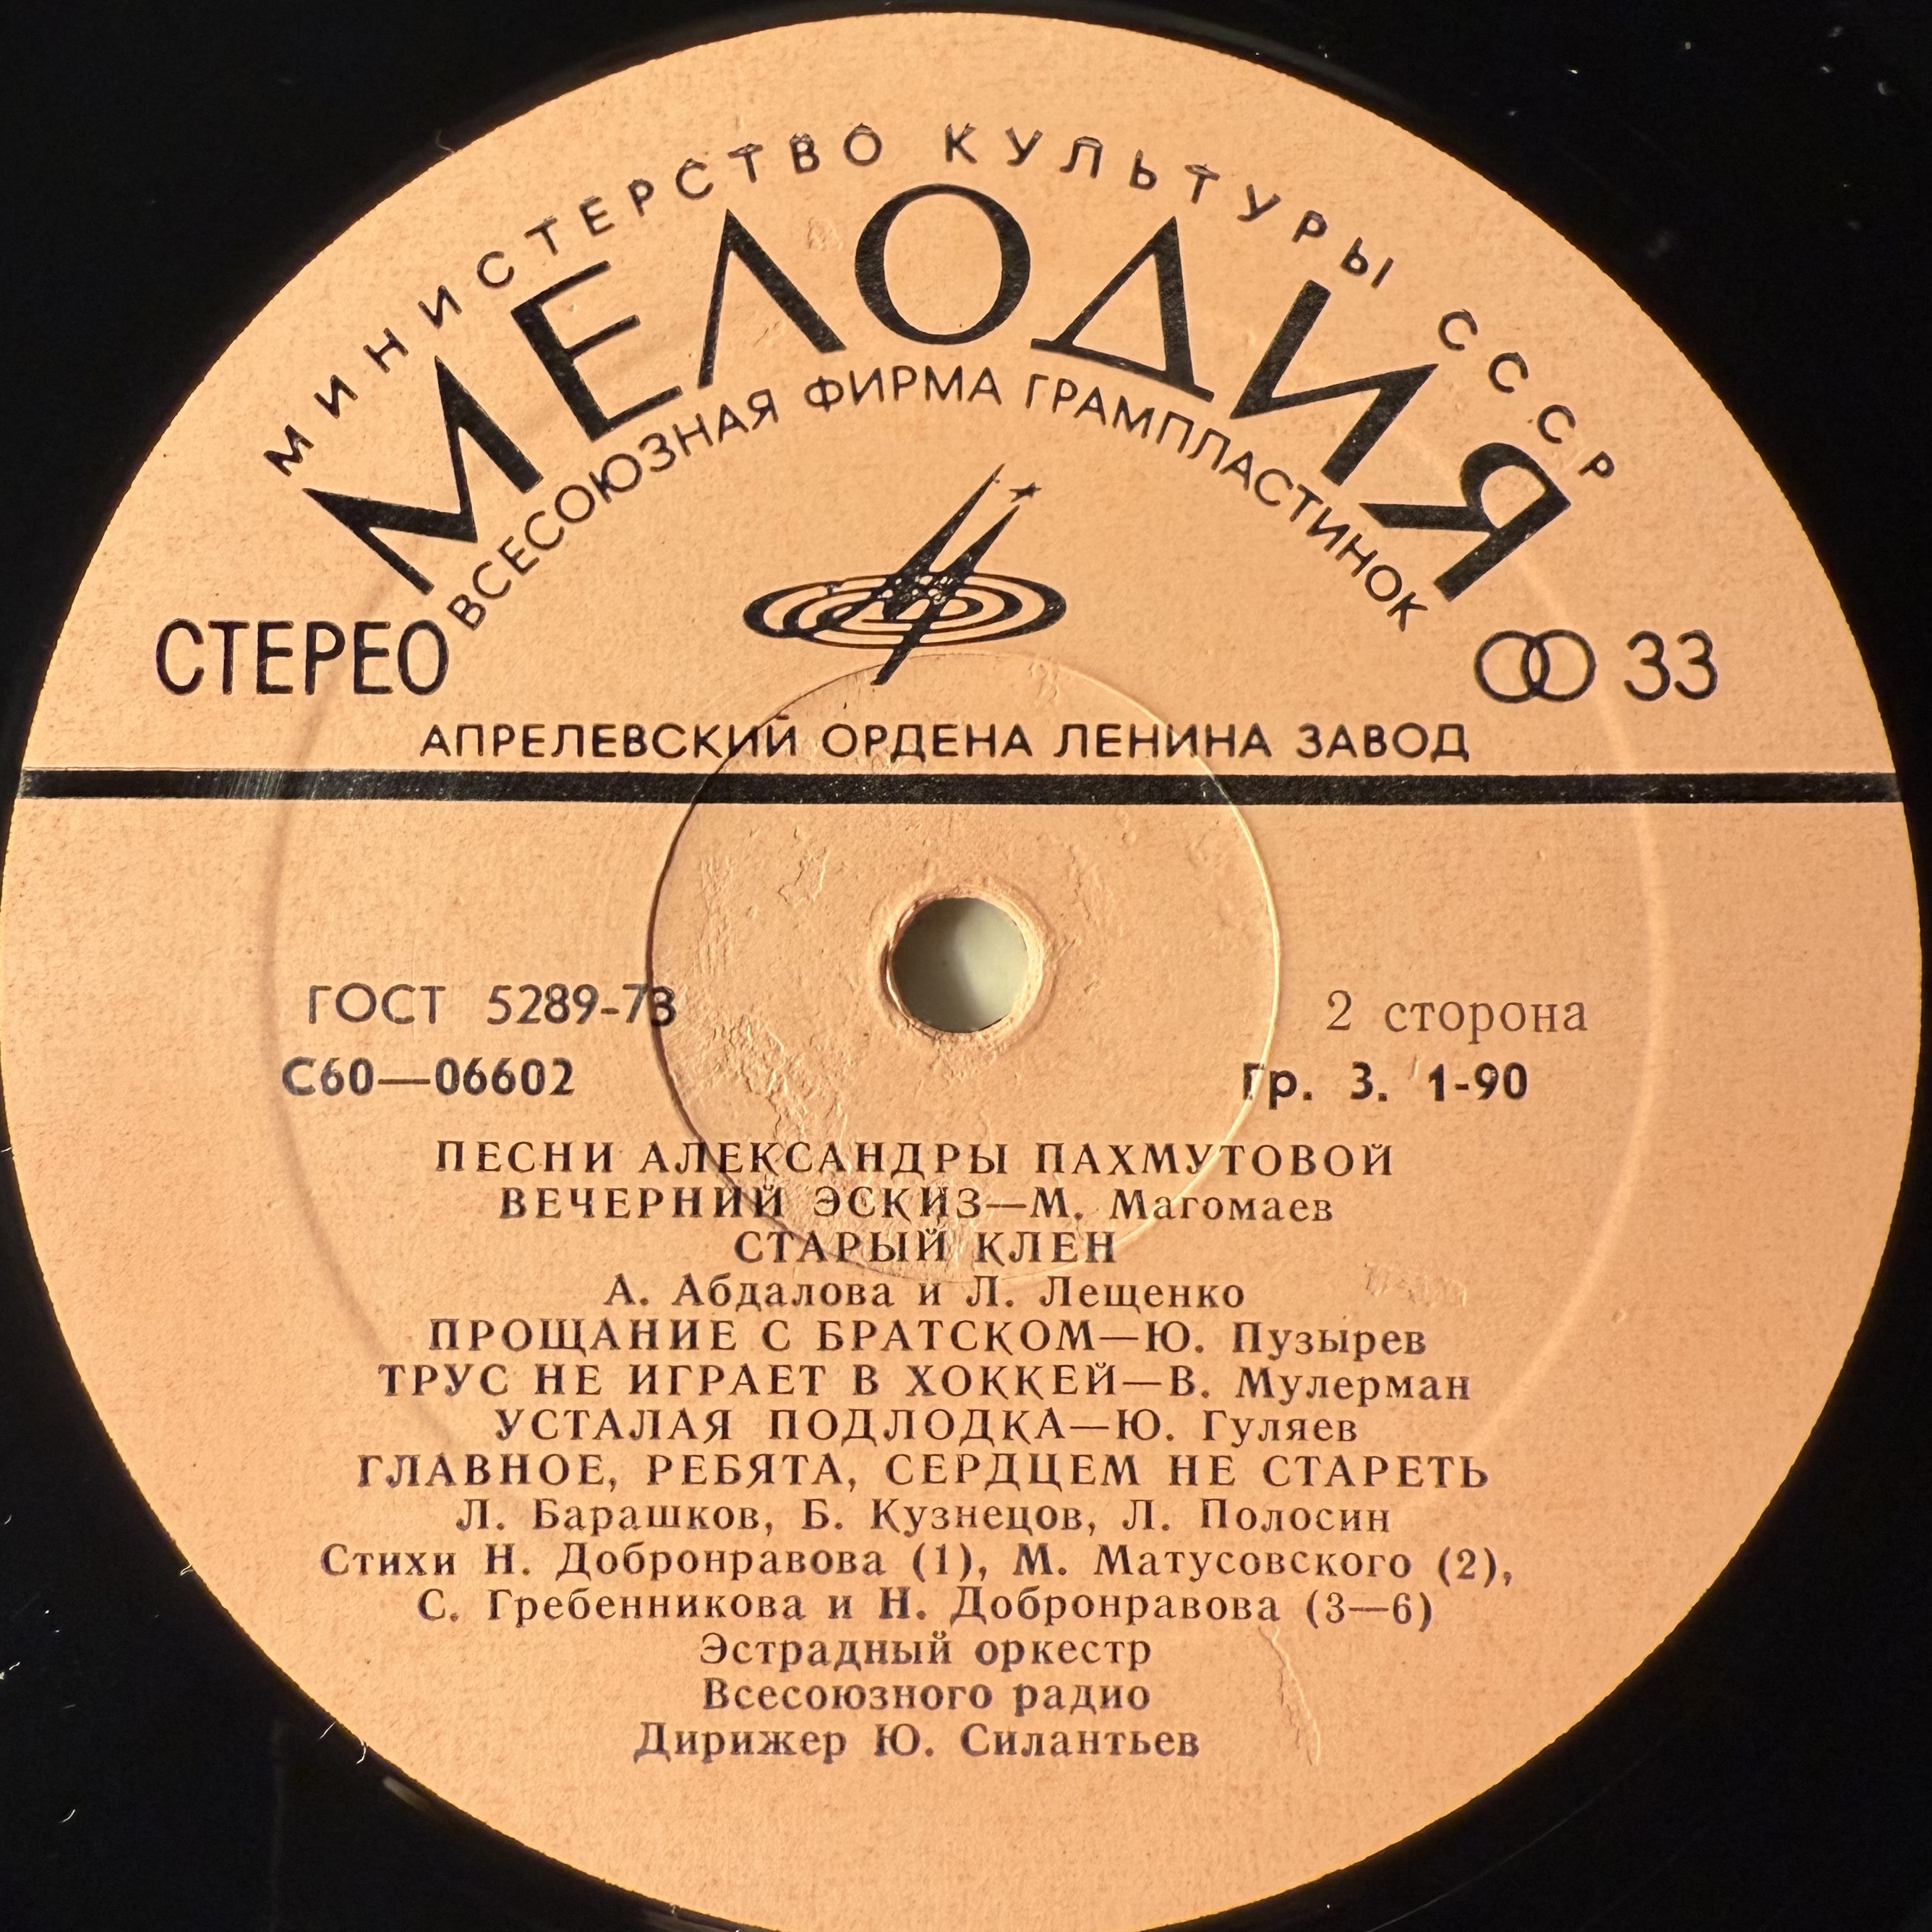 МИНИСТЕРСТВО КУЛЬТУРЫ СССР
МЕЛОДИЯ
ВСЕСОЮЗНАЯ ФИРМА ГРАМПЛАСТИНОК
СТЕРЕО 33
АПРЕЛЕВСКИЙ ОРДЕНА ЛЕНИНА ЗАВОД
ГОСТ 5289-73 2 сторона
С60—06602 Гр. 3. 1-90
ПЕСНИ АЛЕКСАНДРЫ ПАХМУТОВОЙ
ВЕЧЕРНИЙ ЭСКИЗ—М. Магомаев
СТАРЫЙ КЛЕН
А. Абдалова и Л. Лещенко
ПРОЩАНИЕ С БРАТСКОМ—Ю. Пузырев
ТРУС НЕ ИГРАЕТ В ХОККЕЙ—В. Мулерман
УСТАЛАЯ ПОДЛОДКА—Ю. Гуляев
ГЛАВНОЕ, РЕБЯТА, СЕРДЦЕМ НЕ СТАРЕТЬ
Л. Барашков, Б. Кузнецов, Л. Полосин
Стихи Н. Добронравова (1), М. Матусовского (2),
С. Гребенникова и Н. Добронравова (3—6)
Эстрадный оркестр
Всесоюзного радио
Дирижер Ю. Силантьев